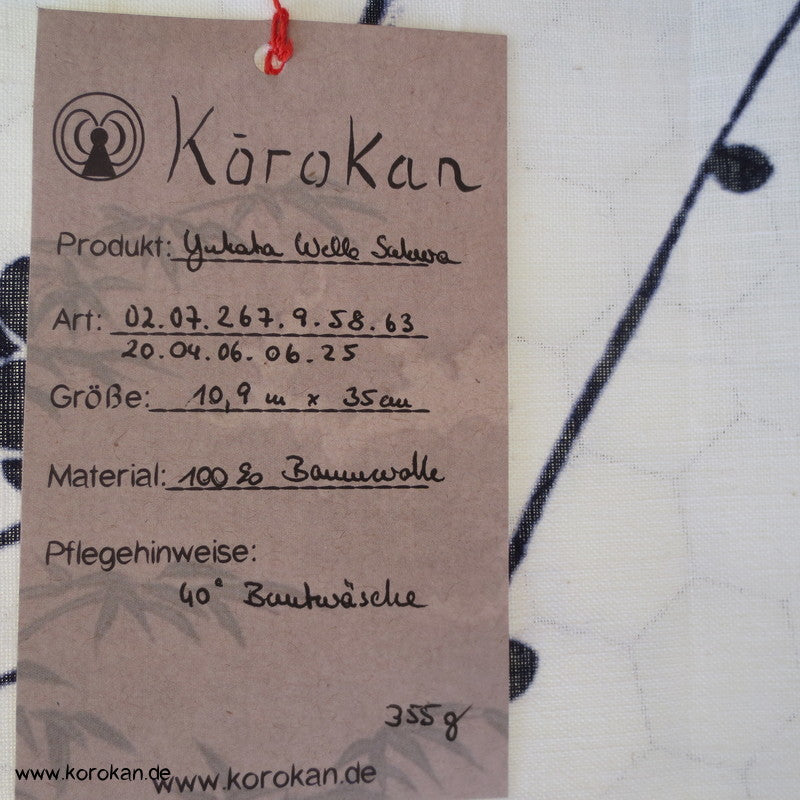 Kōrokan
Produkt: Yukata Welle Sakura
Art: 02.07.267.9.58.63
20.04.06.06.25
Größe: 10,9 m x 35cm
Material: 100% Baumwolle
Pflegehinweise:
40° Buntwäsche
355g
www.korokan.de
www.korokan.de